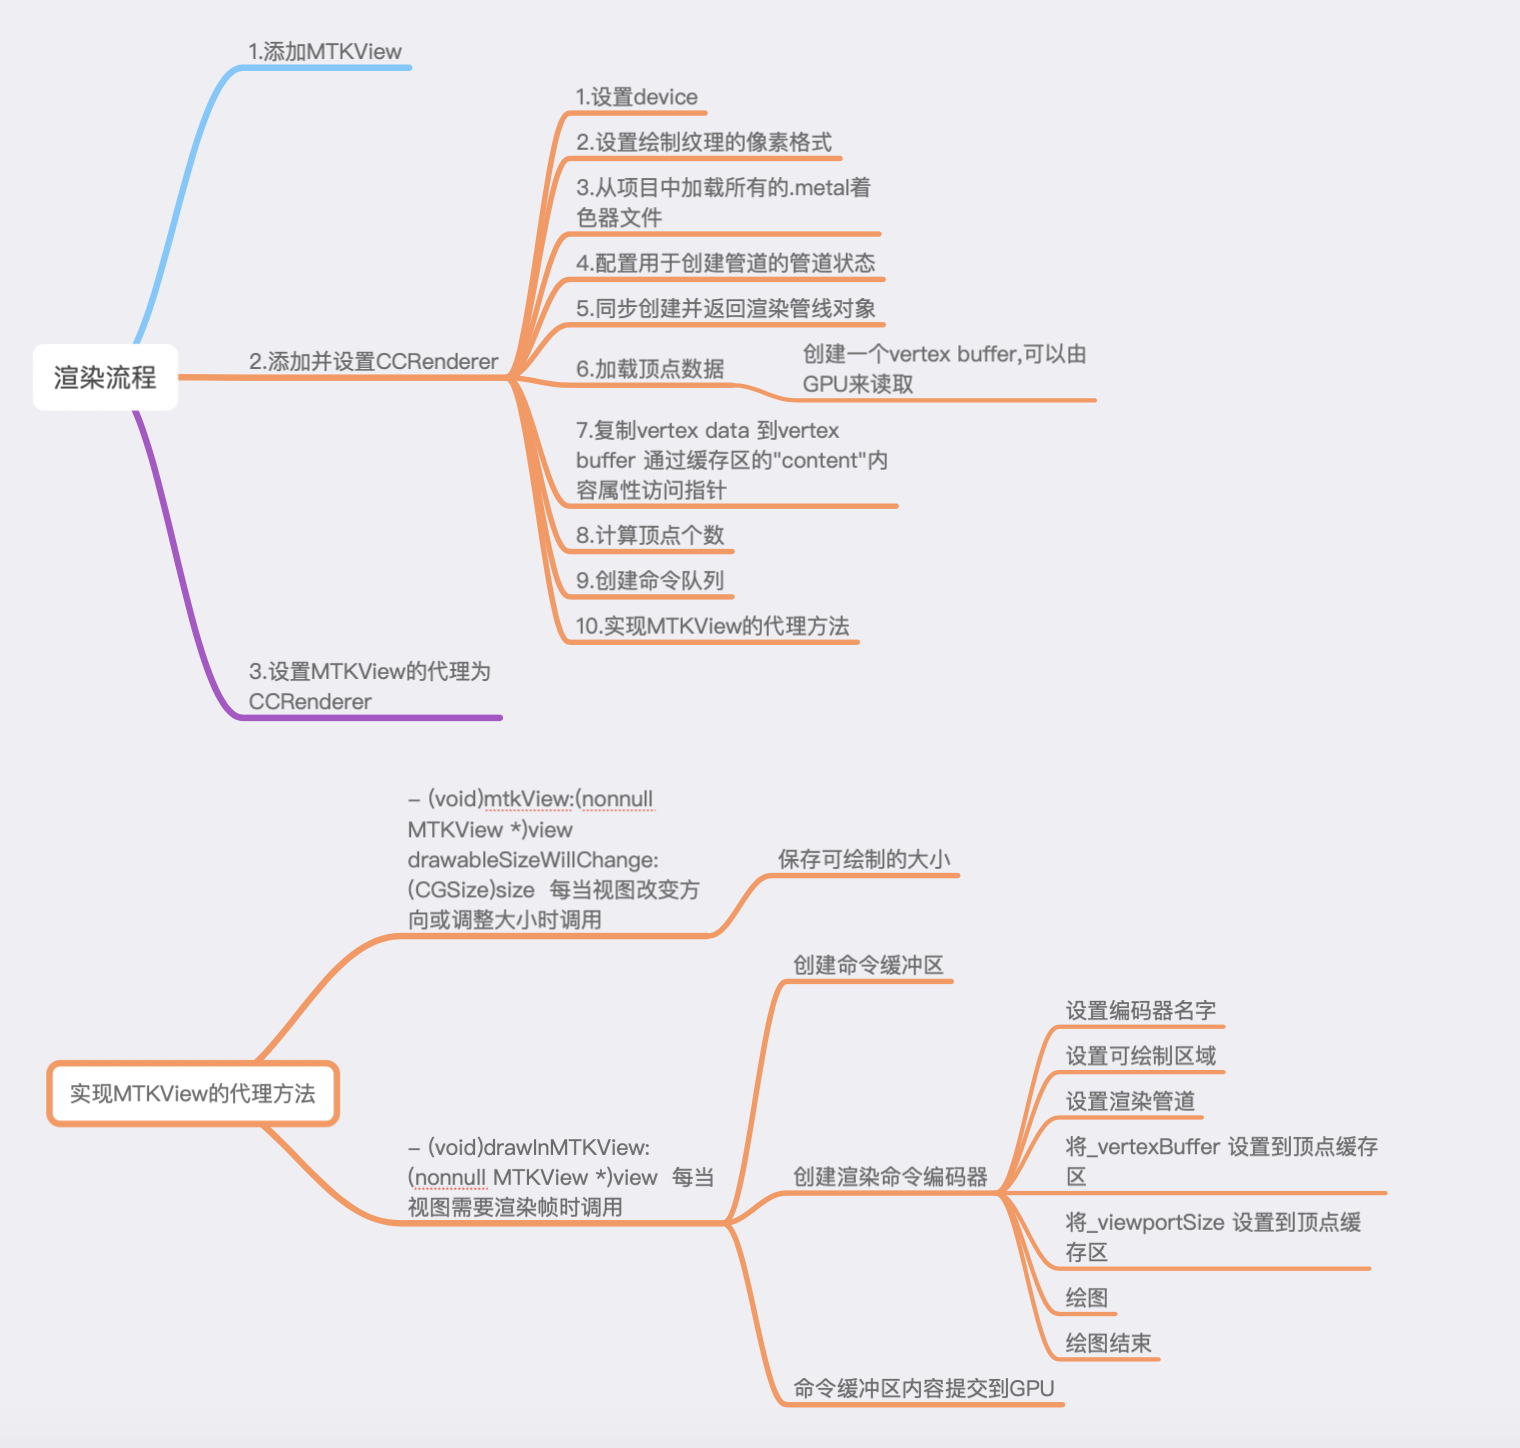 1.添加MTKView
1.设置device
2.设置绘制纹理的像素格式
3.从项目中加载所有的.metal着
色器文件
4.配置用于创建管道的管道状态
5.同步创建并返回渲染管线对象
渲染流程
2.添加并设置CCRenderer
6.加载顶点数据
创建一个vertex buffer,可以由
GPU来读取
7.复制vertex data 到vertex
buffer 通过缓存区的"content"内
容属性访问指针
8.计算顶点个数
9.创建命令队列
10.实现MTKView的代理方法
3.设置MTKView的代理为
CCRenderer
– (void)mtkView:(nonnull
MTKView *)view
drawableSizeWillChange:
(CGSize)size  每当视图改变方
向或调整大小时调用
保存可绘制的大小
实现MTKView的代理方法
– (void)drawInMTKView:
(nonnull MTKView *)view  每当
视图需要渲染帧时调用
创建命令缓冲区
创建渲染命令编码器
设置编码器名字
设置可绘制区域
设置渲染管道
将_vertexBuffer 设置到顶点缓存
区
将_viewportSize 设置到顶点缓
存区
绘图
绘图结束
命令缓冲区内容提交到GPU